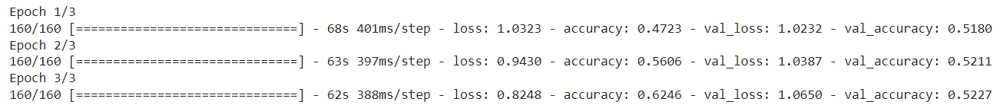 Epoch 1/3
160/160 [==============================] - 68s 401ms/step - loss: 1.0323 - accuracy: 0.4723 - val_loss: 1.0232 - val_accuracy: 0.5180
Epoch 2/3
160/160 [==============================] - 63s 397ms/step - loss: 0.9430 - accuracy: 0.5606 - val_loss: 1.0387 - val_accuracy: 0.5211
Epoch 3/3
160/160 [==============================] - 62s 388ms/step - loss: 0.8248 - accuracy: 0.6246 - val_loss: 1.0650 - val_accuracy: 0.5227